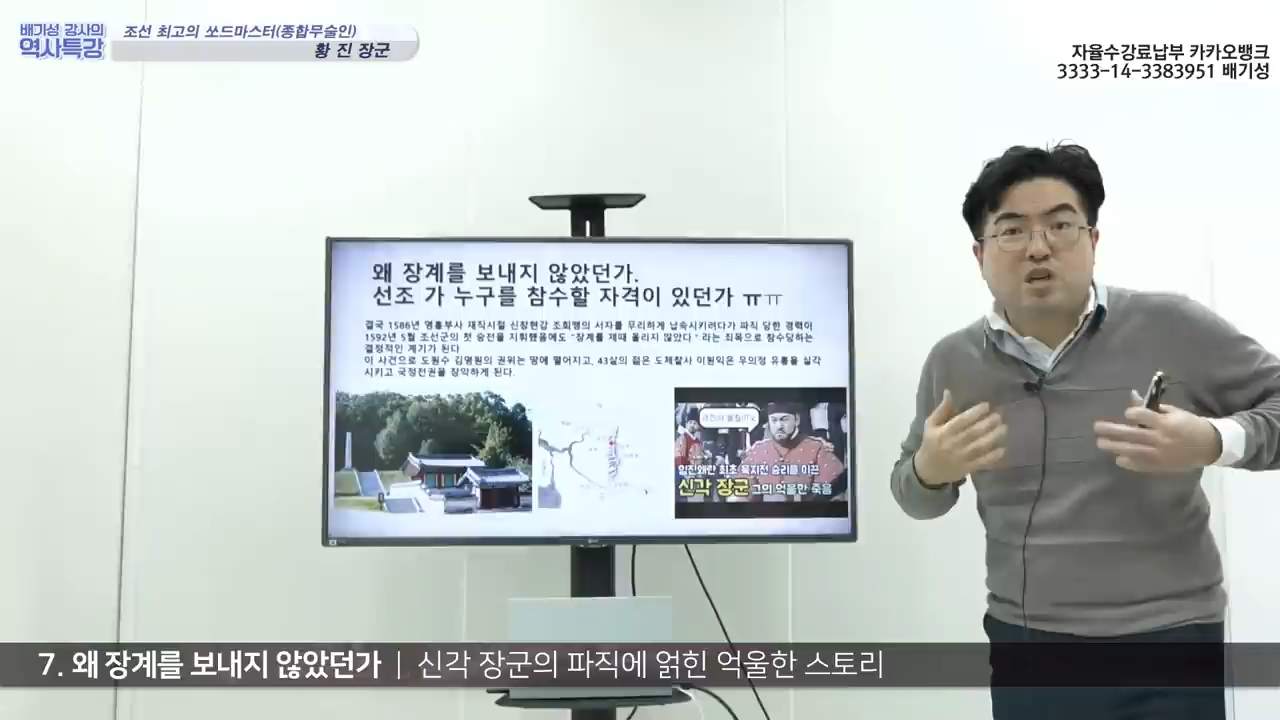 배기성 강사의
역사특강
조선 최고의 쏘드마스터(종합무술인)
황 진 장군
자율수강료납부 카카오뱅크
3333-14-3383951 배기성
왜 장계를 보내지 않았던가.
선조 가 누구를 참수할 자격이 있던가 ㅠㅠ
결국 1586년 영흥부사 재직시절 신창현감 조희맹의 서자를 무리하게 납속시키려다가 파직 당한 경력이
1592년 5월 조선군의 첫 승전을 지휘했음에도 "장계를 제때 올리지 않았다" 라는 죄목으로 참수당하는
결정적인 계기가 된다
이 사건으로 도원수 김명원의 권위는 땅에 떨어지고, 43살의 젊은 도체찰사 이원익은 우의정 유홍을 실각
시키고 국정전권을 장악하게 된다.
임진왜란 최초 육지전 승리를 이끈
신각 장군 그의 억울한 죽음
7. 왜 장계를 보내지 않았던가 | 신각 장군의 파직에 얽힌 억울한 스토리